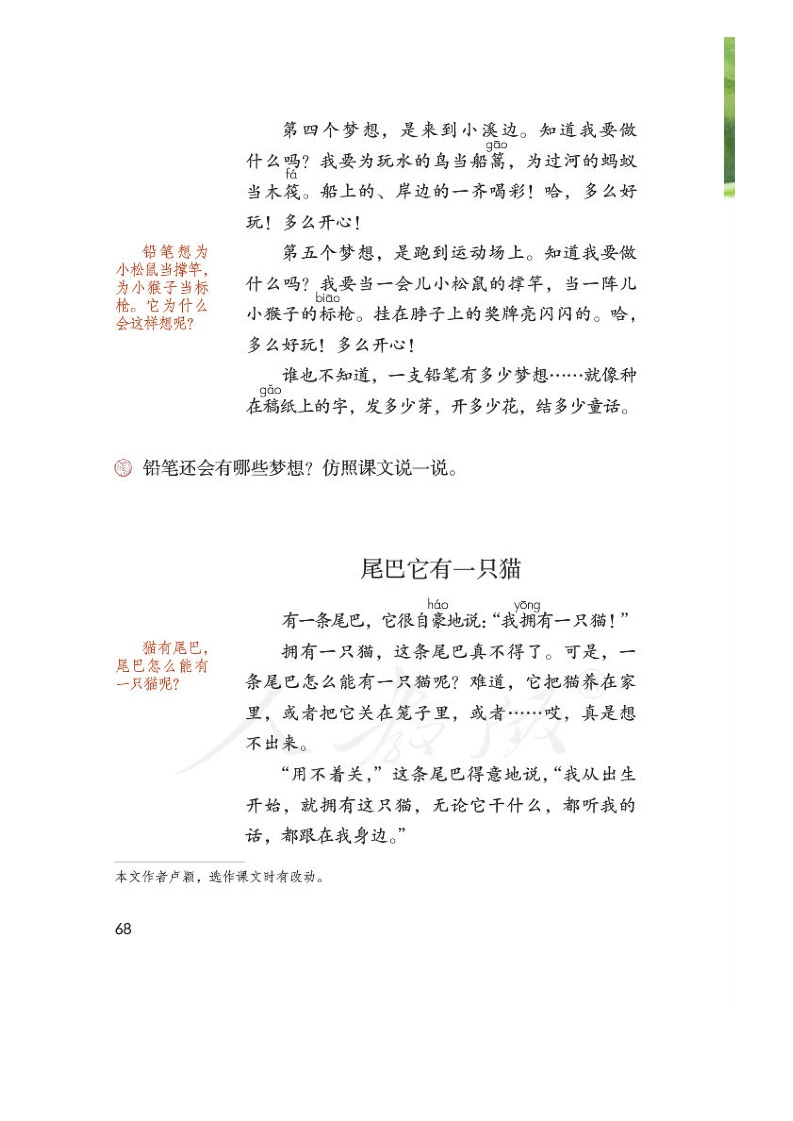 第四个梦想，是来到小溪边。知道我要做
gāo
什么吗？我要为玩水的鸟当船篙，为过河的蚂蚁
fá
当木筏。船上的、岸边的一齐喝彩！哈，多么好
玩！多么开心！
铅笔想为
小松鼠当撑竿，
为小猴子当标
枪。它为什么
会这样想呢？
第五个梦想，是跑到运动场上。知道我要做
什么吗？我要当一会儿小松鼠的撑竿，当一阵儿
biāo
小猴子的标枪。挂在脖子上的奖牌亮闪闪的。哈，
多么好玩！多么开心！
谁也不知道，一支铅笔有多少梦想……就像种
gǎo
在稿纸上的字，发多少芽，开多少花，结多少童话。
铅笔还会有哪些梦想？仿照课文说一说。
尾巴它有一只猫
háo yōng
有一条尾巴，它很自豪地说：“我拥有一只猫！”
猫有尾巴，
尾巴怎么能有
一只猫呢？
拥有一只猫，这条尾巴真不得了。可是，一
条尾巴怎么能有一只猫呢？难道，它把猫养在家
里，或者把它关在笼子里，或者……哎，真是想
不出来。
“用不着关，”这条尾巴得意地说，“我从出生
开始，就拥有这只猫，无论它干什么，都听我的
话，都跟在我身边。”
本文作者卢颖，选作课文时有改动。
68
人教版